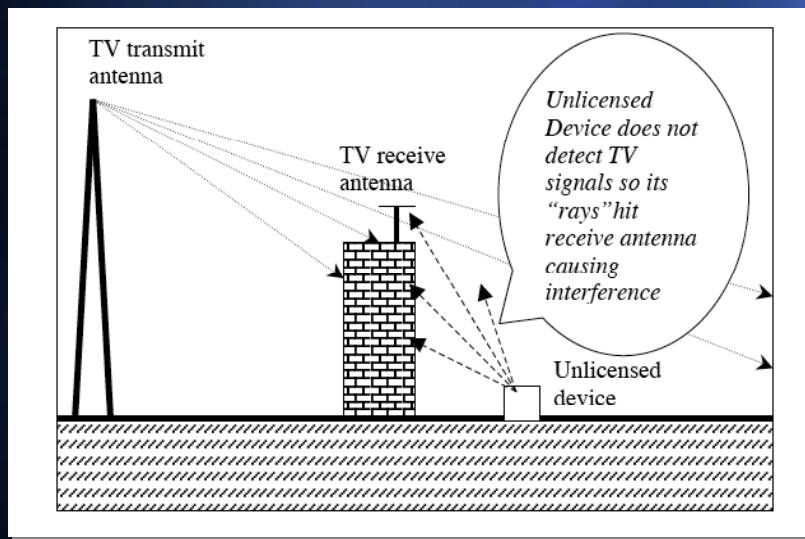 TV transmit
antenna
TV receive
antenna
Unlicensed
Device does not
detect TV
signals so its
“rays”hit
receive antenna
causing
interference
Unlicensed
device